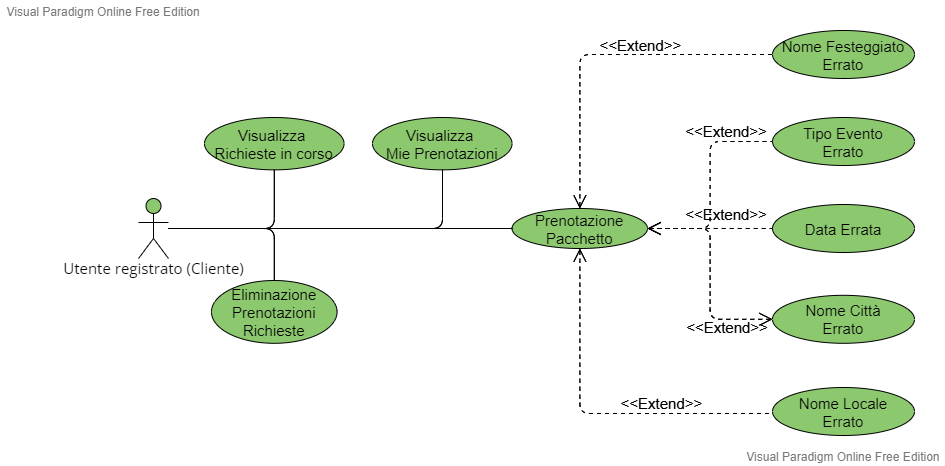 Visual Paradigm Online Free Edition
<<Extend>>
Nome Festeggiato
Errato
Visualizza
Richieste in corso
Visualizza
Mie Prenotazioni
<<Extend>>
Tipo Evento
Errato
Utente registrato (Cliente)
Prenotazione
Pacchetto
<<Extend>>
Data Errata
Eliminazione
Prenotazioni
Richieste
<<Extend>>
Nome Città
Errato
<<Extend>>
Nome Locale
Errato
Visual Paradigm Online Free Edition